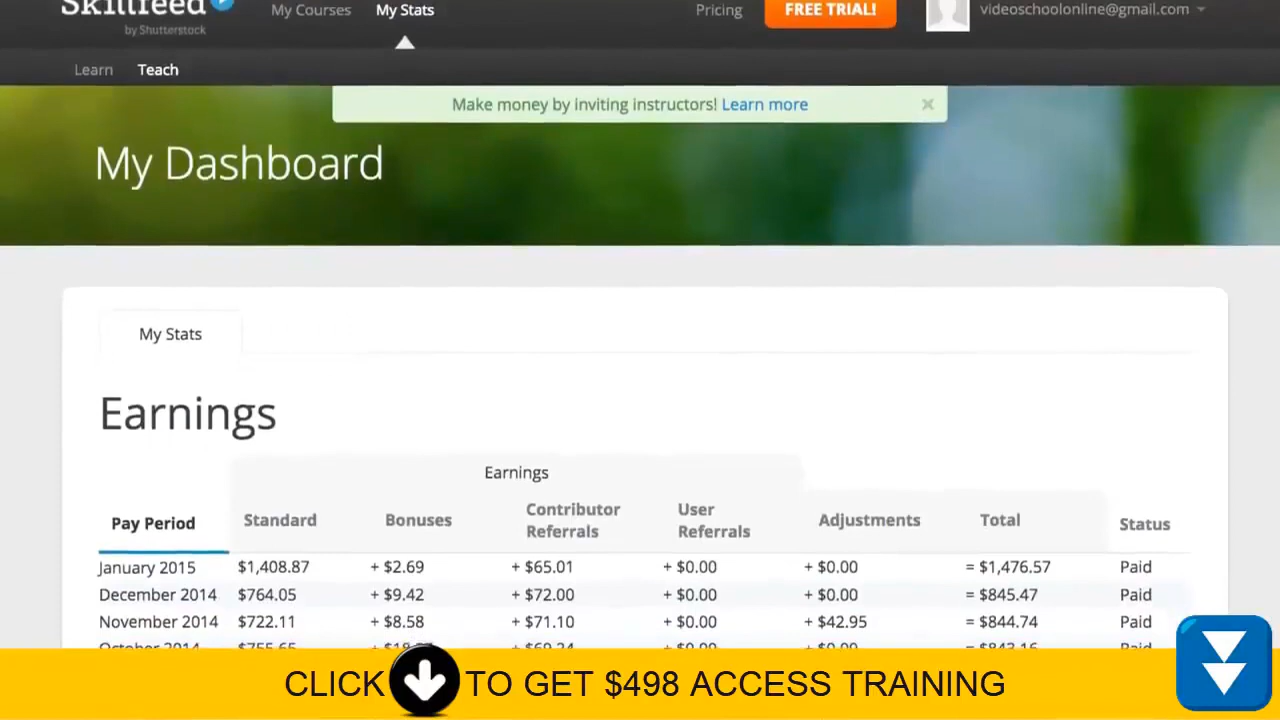 Skillfeed
My Courses
My Stats
Pricing
FREE TRIAL!
videoschoolonline@gmail.com
by Shutterstock
Learn
Teach
Make money by inviting instructors! Learn more ×
My Dashboard
My Stats
Earnings
Earnings
Pay Period Standard Bonuses Contributor Referrals User Referrals Adjustments Total Status
January 2015 $1,408.87 + $2.69 + $65.01 + $0.00 + $0.00 = $1,476.57 Paid
December 2014 $764.05 + $9.42 + $72.00 + $0.00 + $0.00 = $845.47 Paid
November 2014 $722.11 + $8.58 + $71.10 + $0.00 + $42.95 = $844.74 Paid
CLICK TO GET $498 ACCESS TRAINING